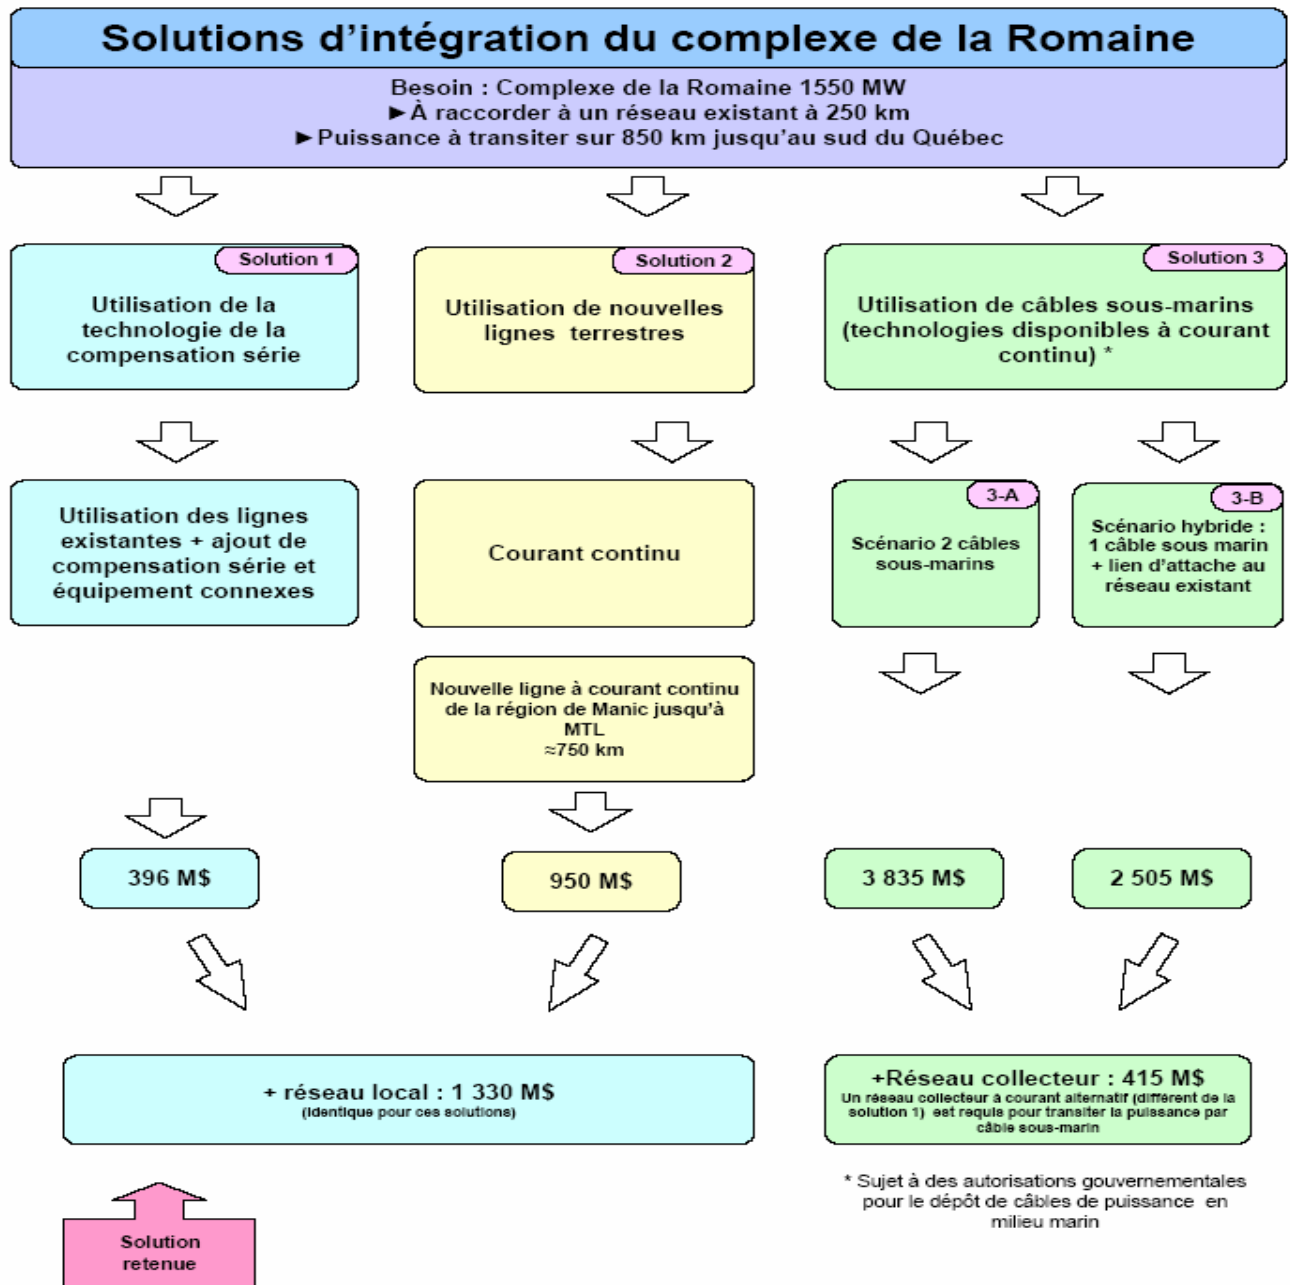 Solutions d’intégration du complexe de la Romaine
Besoin : Complexe de la Romaine 1550 MW
►À raccorder à un réseau existant à 250 km
►Puissance à transiter sur 850 km jusqu’au sud du Québec
Solution 1
Utilisation de la
technologie de la
compensation série
Solution 2
Utilisation de nouvelles
lignes terrestres
Solution 3
Utilisation de câbles sous-marins
(technologies disponibles à courant
continu) *
Utilisation des lignes
existantes + ajout de
compensation série et
équipement connexes
Courant continu
3-A
Scénario 2 câbles
sous-marins
3-B
Scénario hybride :
1 câble sous marin
+ lien d’attache au
réseau existant
Nouvelle ligne à courant continu
de la région de Manic jusqu’à
MTL
≈750 km
396 M$
950 M$
3 835 M$
2 505 M$
+ réseau local : 1 330 M$
(identique pour ces solutions)
+Réseau collecteur : 415 M$
Un réseau collecteur à courant alternatif (différent de la
solution 1) est requis pour transiter la puissance par
câble sous-marin
* Sujet à des autorisations gouvernementales
pour le dépôt de câbles de puissance en
milieu marin
Solution
retenue